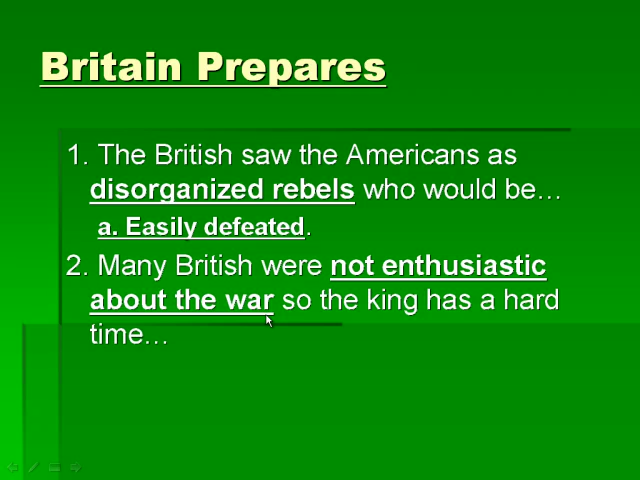 Britain Prepares
1. The British saw the Americans as
disorganized rebels who would be…
a. Easily defeated.
2. Many British were not enthusiastic
about the war so the king has a hard
time…